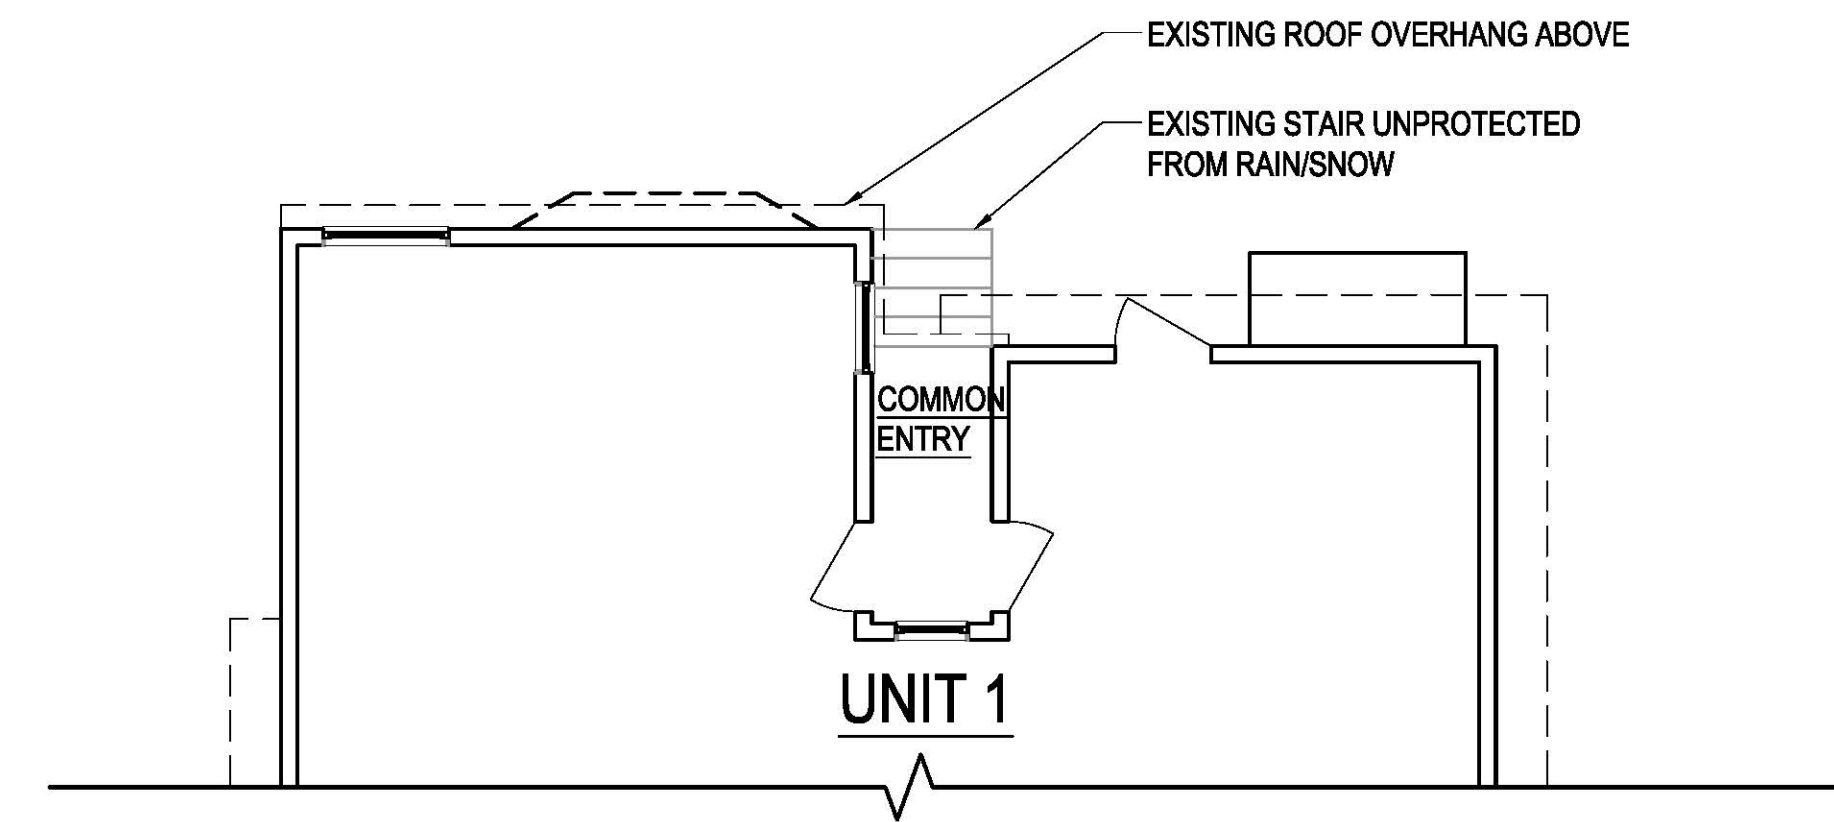 EXISTING ROOF OVERHANG ABOVE
EXISTING STAIR UNPROTECTED
FROM RAIN/SNOW
COMMON
ENTRY
UNIT 1